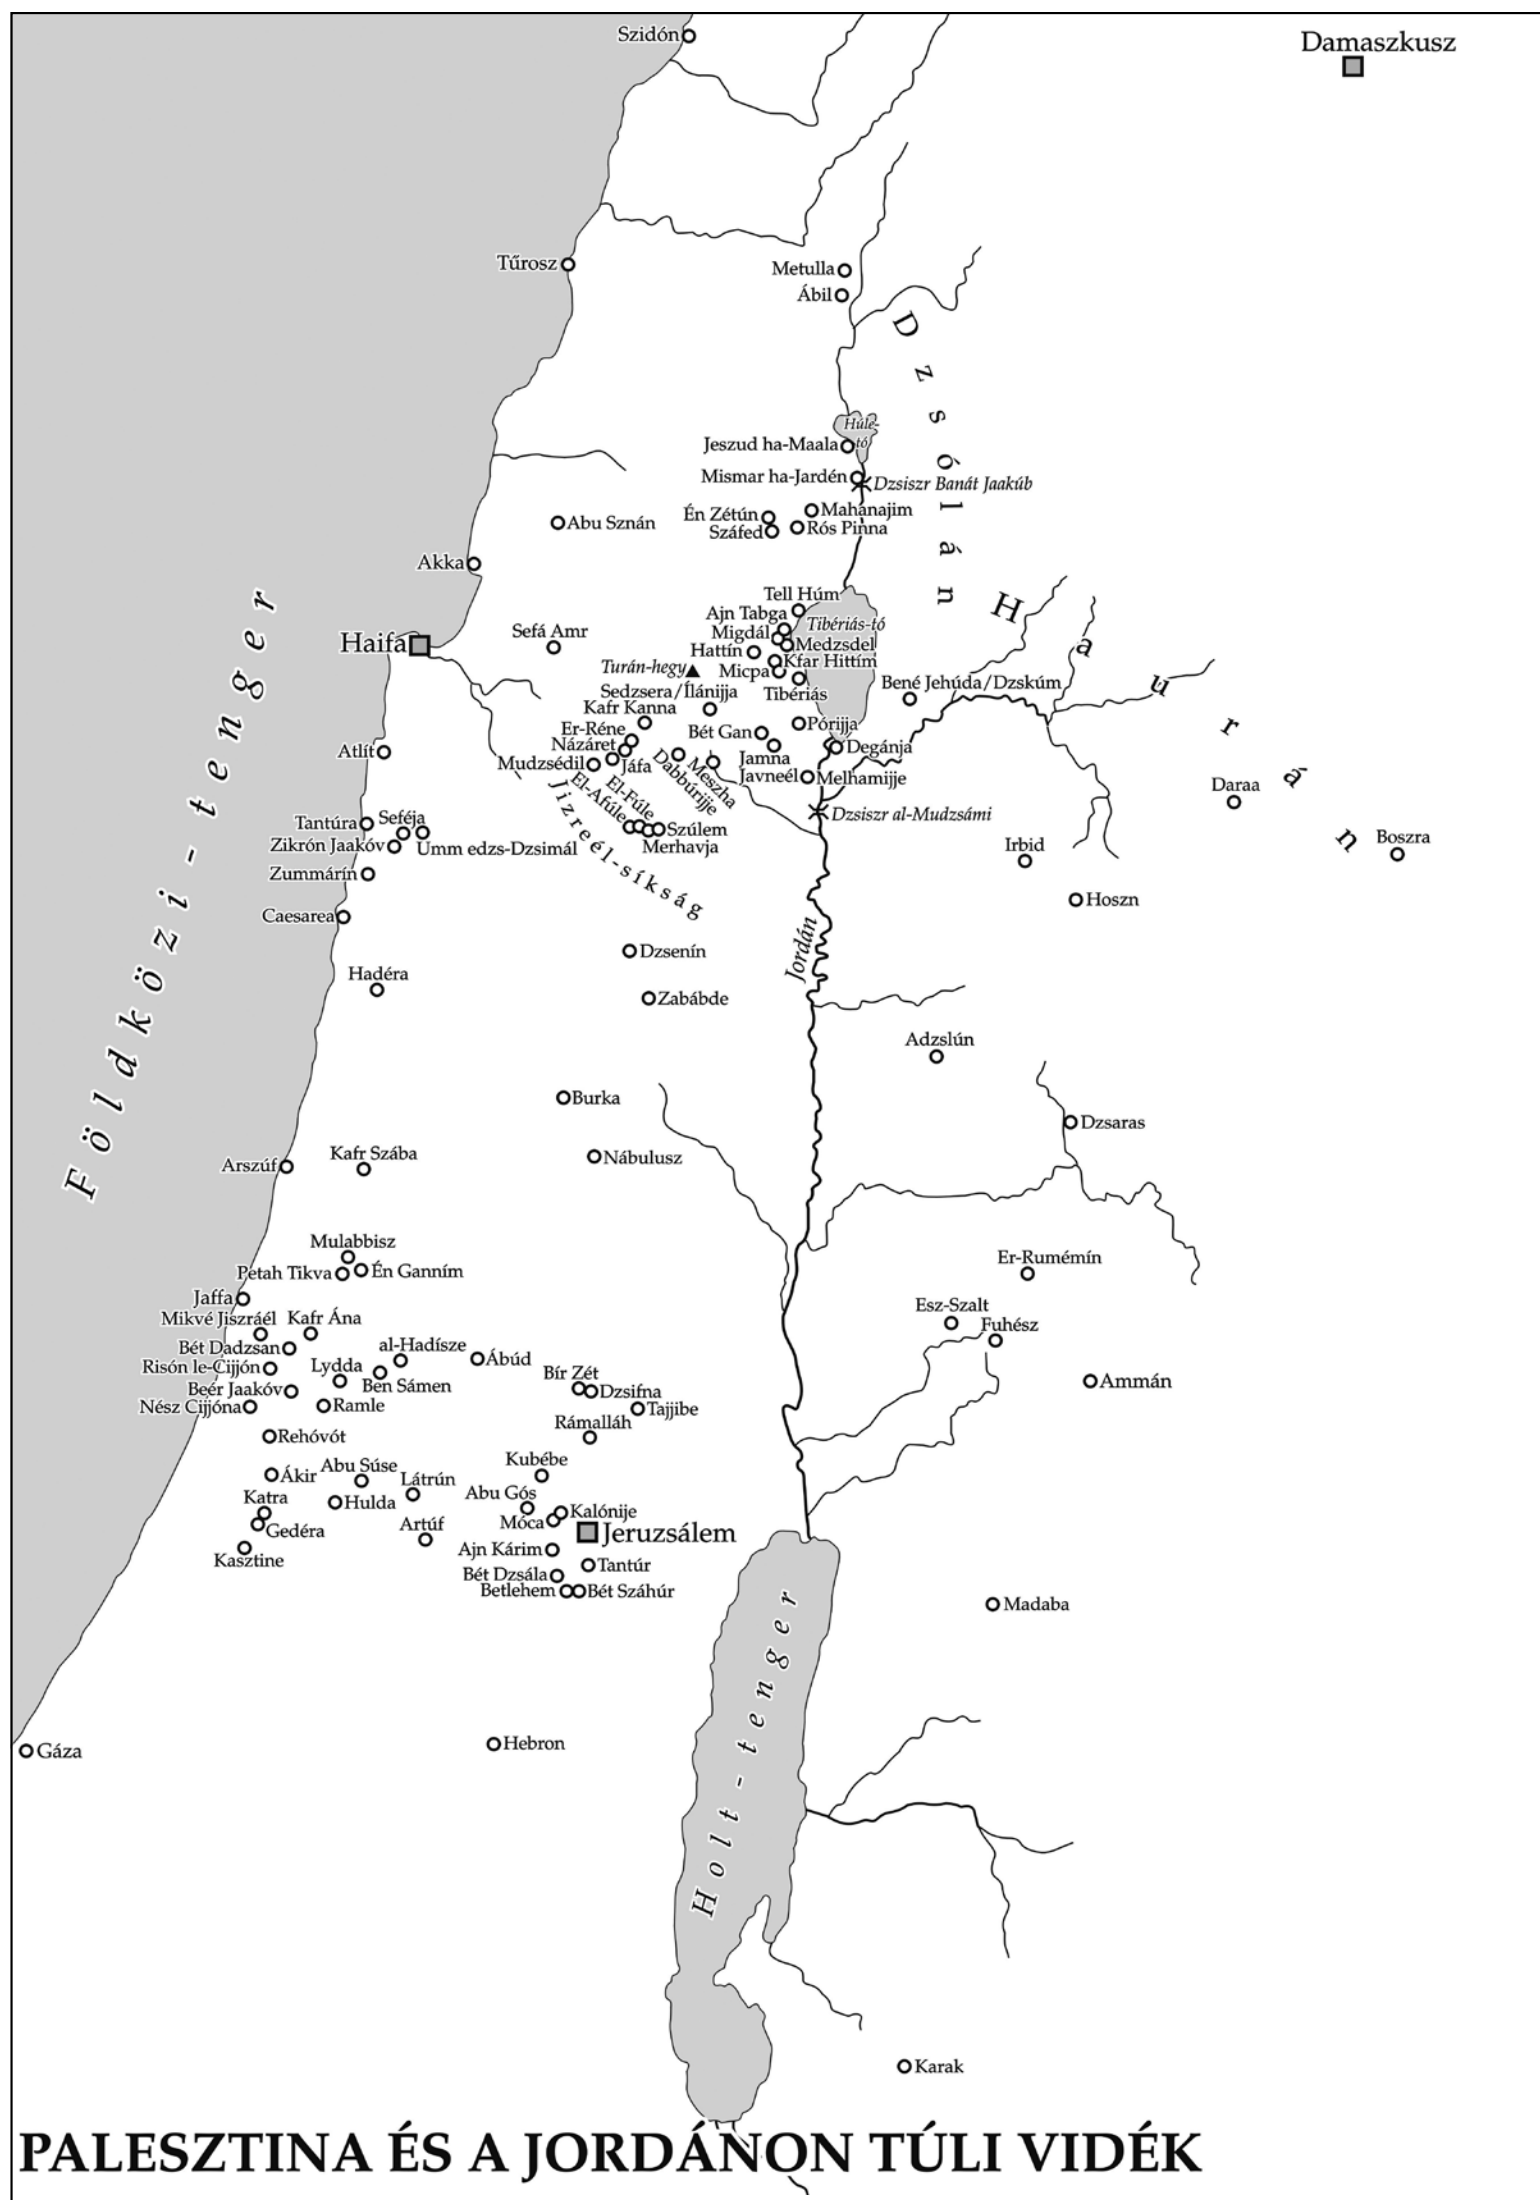 Szidón
Damaszkusz
Tűrosz
Metulla
Ábil
Dzsólán
Húle-
tó
Jeszud ha-Maala
Mismar ha-Jardén
Dzsiszr Banát Jaakúb
Én Zétún
Mahanajim
Abu Sznán
Száfed
Rós Pinna
Akka
Tell Húm
Haurán
Ajn Tabga
Tibériás-tó
Sefá Amr
Migdál
Haifa
Medzsdel
Hattín
Kfar Hittím
Turán-hegy
Micpa
Bené Jehúda/Dzskúm
Sedzsera/Ílánijja
Tibériás
Kafr Kanna
Er-Réne
Bét Gan
Pórijja
Názáret
Degánja
Atlít
Mudzsédil
Jáfa
Dabbúrijje
Meszha
Jamna
Javneél
Melhamijje
El-Afúle
El-Fúle
Daraa
Jizreél-síkság
Dzsiszr al-Mudzsámi
Tantúra
Seféja
Szúlem
Zikrón Jaakóv
Umm edzs-Dzsimál
Merhavja
Irbid
Boszra
Zummárín
Hoszn
Caesarea
Földközi-tenger
Jordán
Dzsenín
Hadéra
Zabábde
Adzslún
Burka
Dzsaras
Arszúf
Kafr Szába
Nábulusz
Mulabbisz
Petah Tikva
Én Ganním
Er-Rumémín
Jaffa
Mikvé Jiszráél
Kafr Ána
Esz-Szalt
Fuhész
Bét Dadzsan
al-Hadísze
Ábúd
Risón le-Cijjón
Lydda
Ben Sámen
Bír Zét
Ammán
Beér Jaakóv
Dzsifna
Nész Cijjóna
Ramle
Tajjibe
Rehóvót
Rámalláh
Ákir
Abu Súse
Látrún
Kubébe
Katra
Hulda
Abu Gós
Kalónije
Gedéra
Artúf
Móca
Jeruzsálem
Kasztine
Ajn Kárim
Tantúr
Bét Dzsála
Betlehem
Bét Száhúr
Madaba
Holt-tenger
Gáza
Hebron
Karak
PALESZTINA ÉS A JORDÁNON TÚLI VIDÉK